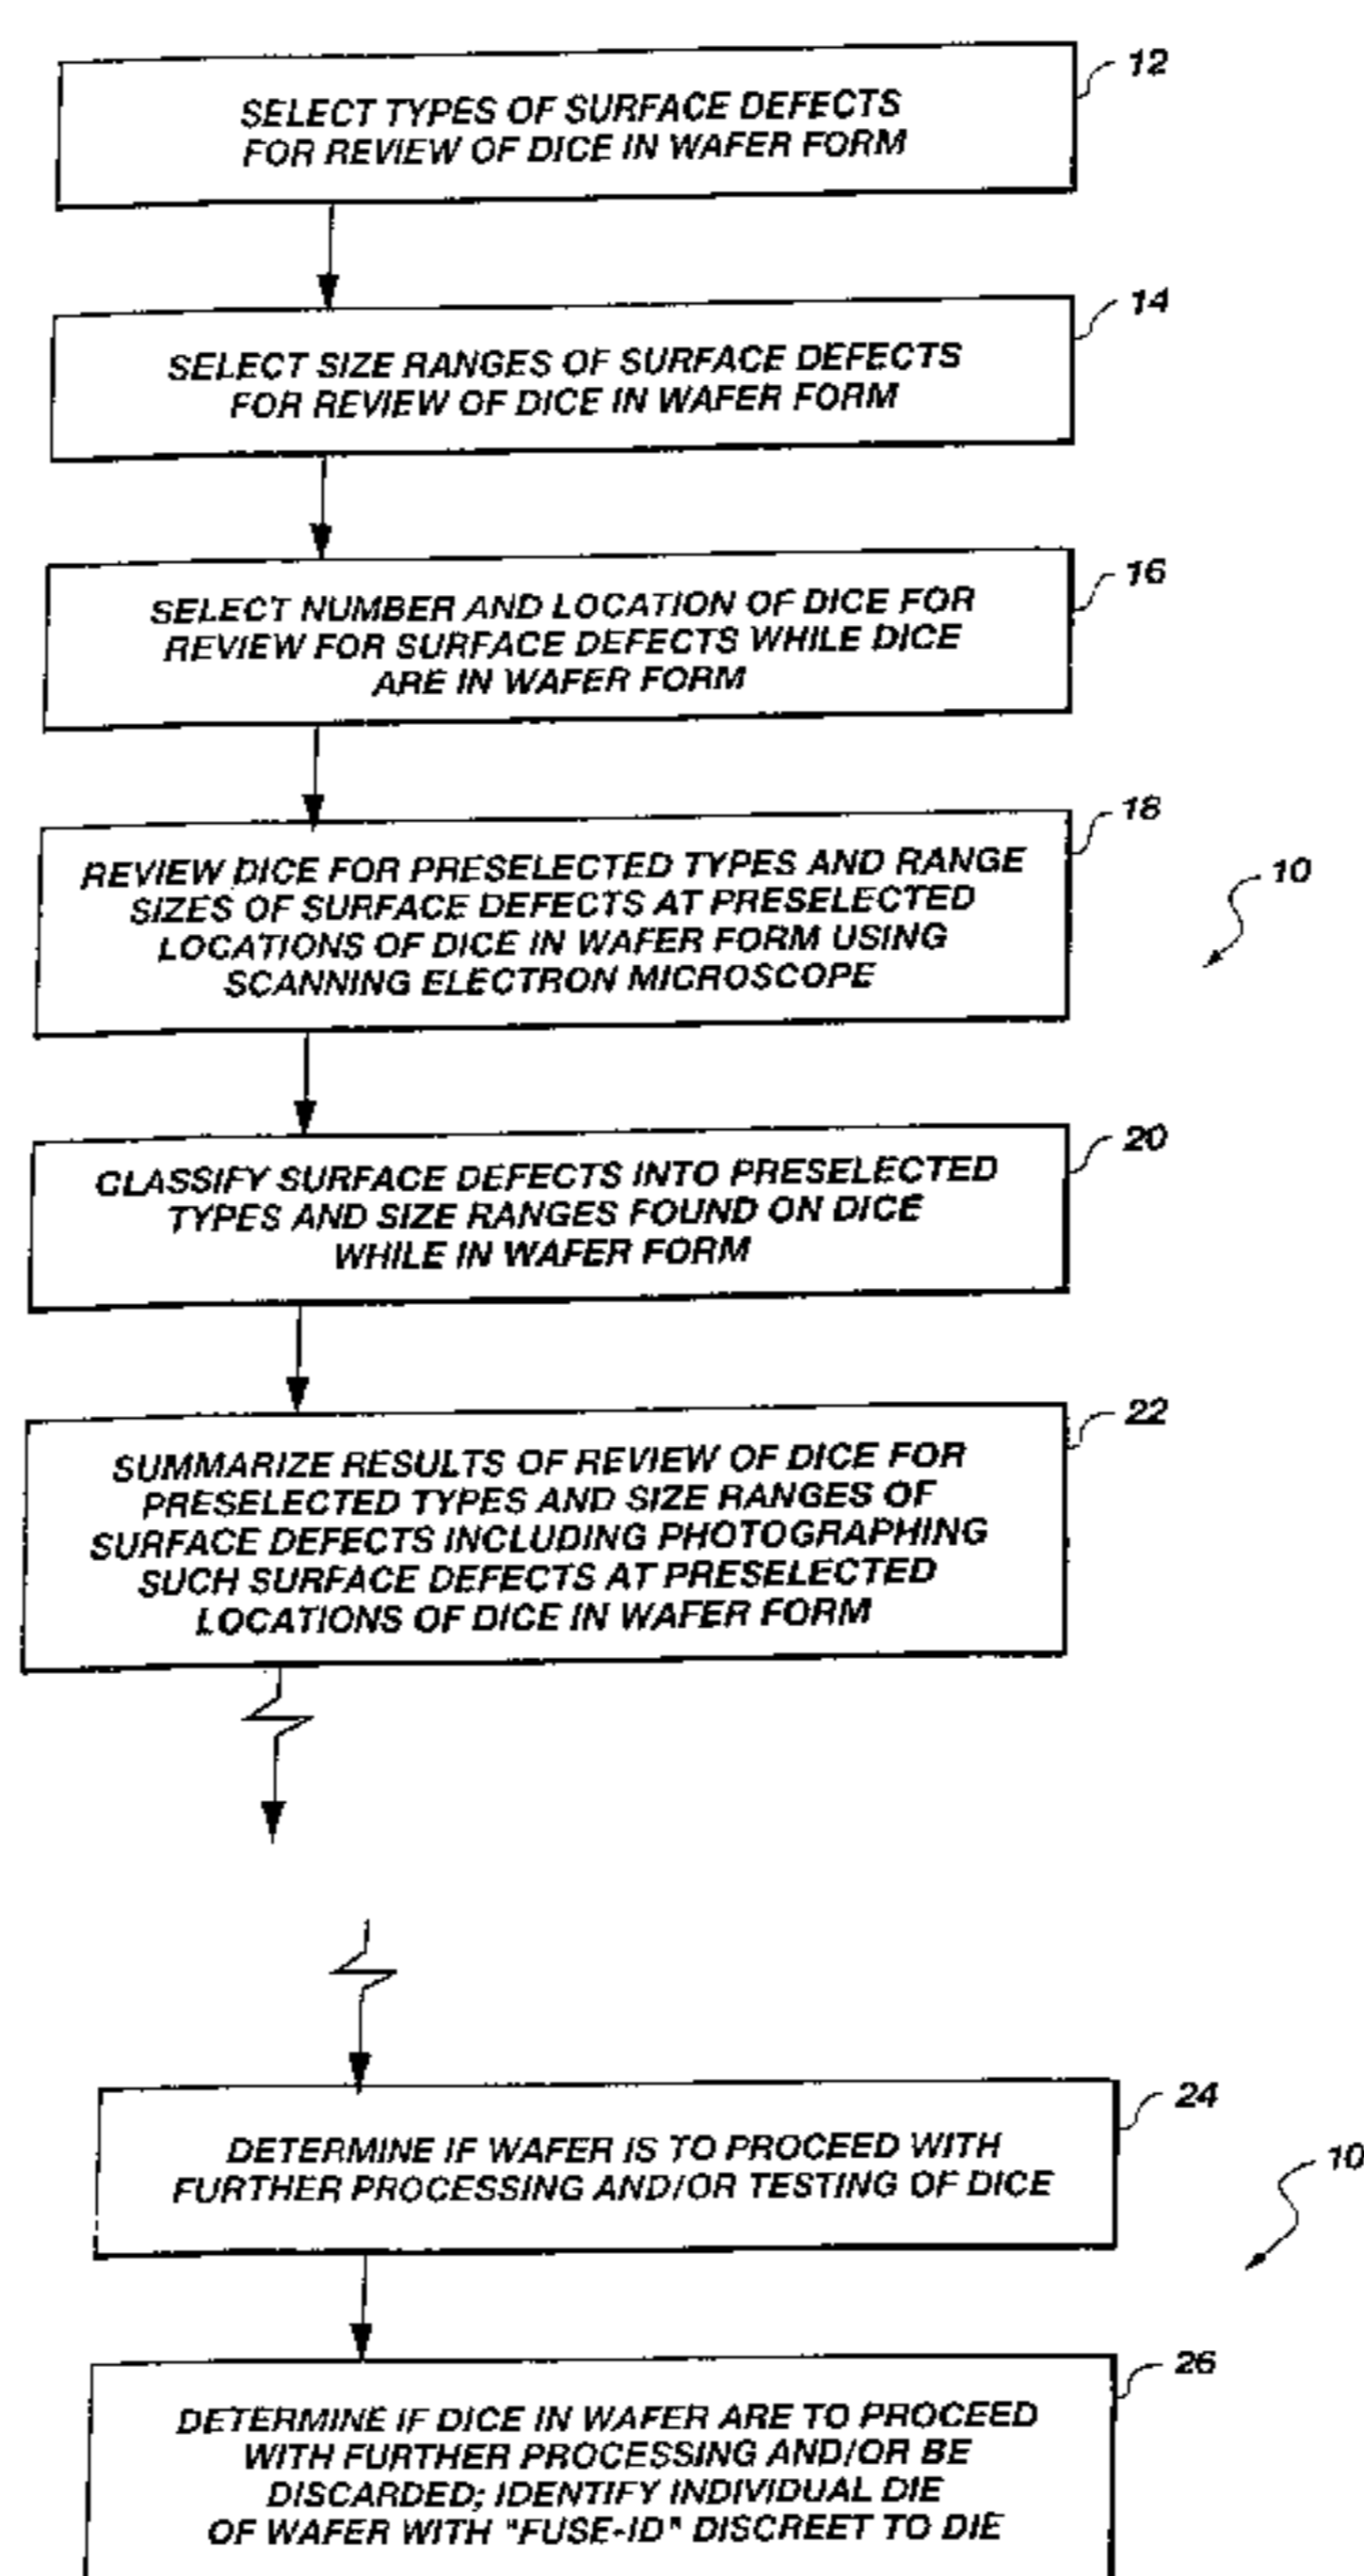 12
SELECT TYPES OF SURFACE DEFECTS
FOR REVIEW OF DICE IN WAFER FORM
14
SELECT SIZE RANGES OF SURFACE DEFECTS
FOR REVIEW OF DICE IN WAFER FORM
16
SELECT NUMBER AND LOCATION OF DICE FOR
REVIEW FOR SURFACE DEFECTS WHILE DICE
ARE IN WAFER FORM
18
10
REVIEW DICE FOR PRESELECTED TYPES AND RANGE
SIZES OF SURFACE DEFECTS AT PRESELECTED
LOCATIONS OF DICE IN WAFER FORM USING
SCANNING ELECTRON MICROSCOPE
20
CLASSIFY SURFACE DEFECTS INTO PRESELECTED
TYPES AND SIZE RANGES FOUND ON DICE
WHILE IN WAFER FORM
22
SUMMARIZE RESULTS OF REVIEW OF DICE FOR
PRESELECTED TYPES AND SIZE RANGES OF
SURFACE DEFECTS INCLUDING PHOTOGRAPHING
SUCH SURFACE DEFECTS AT PRESELECTED
LOCATIONS OF DICE IN WAFER FORM
24
DETERMINE IF WAFER IS TO PROCEED WITH
FURTHER PROCESSING AND/OR TESTING OF DICE
10
26
DETERMINE IF DICE IN WAFER ARE TO PROCEED
WITH FURTHER PROCESSING AND/OR BE
DISCARDED; IDENTIFY INDIVIDUAL DIE
OF WAFER WITH "FUSE-ID" DISCREET TO DIE